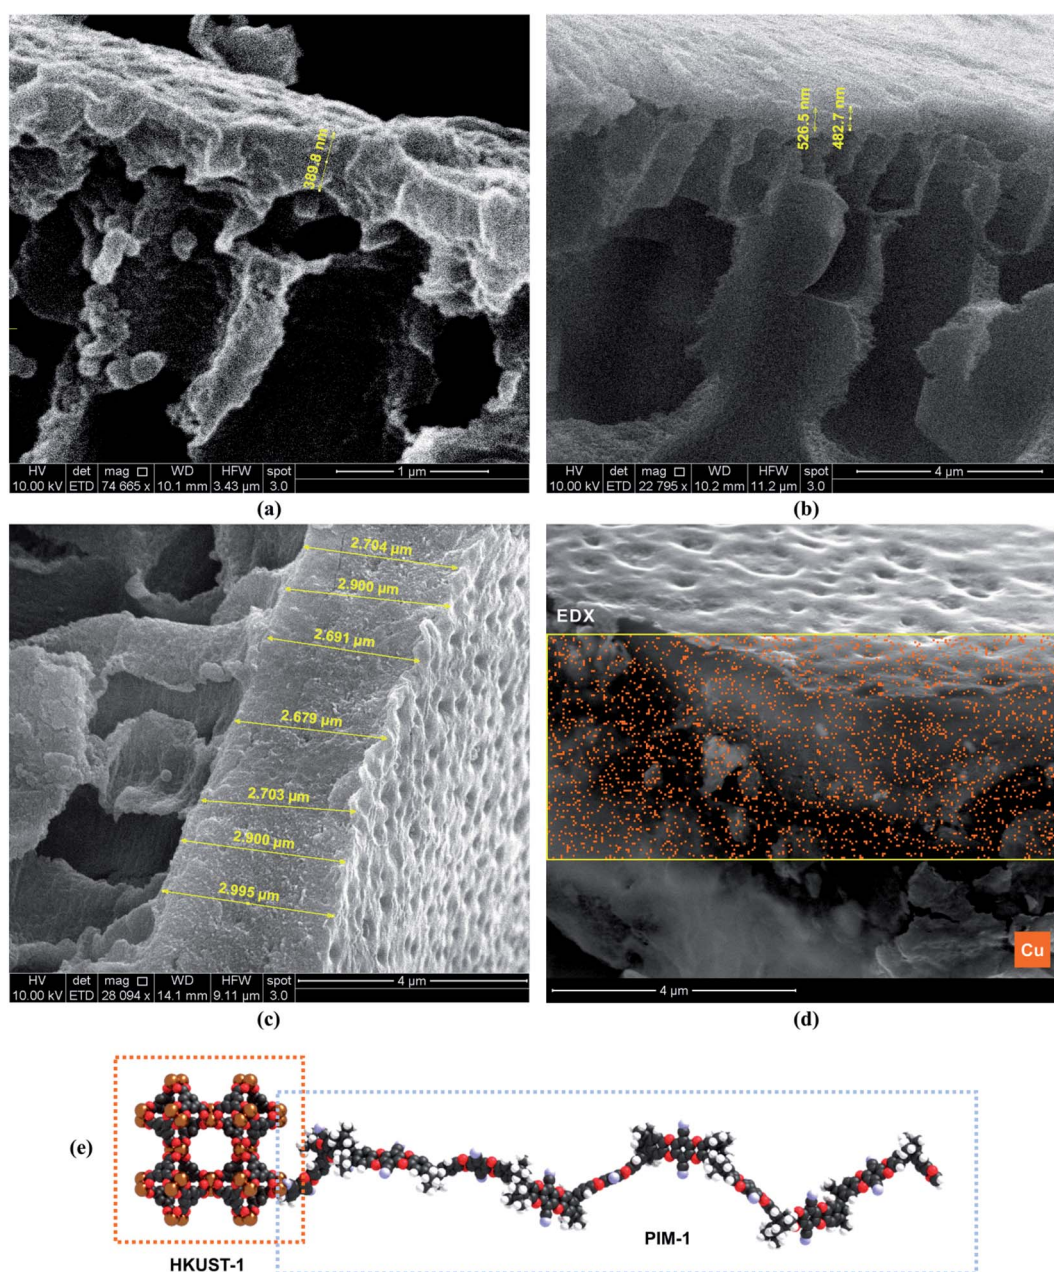 389.8 nm
HV det mag □ WD HFW spot
10.00 kV ETD 74 665 x 10.1 mm 3.43 µm 3.0
1 µm
(a)
526.5 nm
482.7 nm
HV det mag □ WD HFW spot
10.00 kV ETD 22 795 x 10.2 mm 11.2 µm 3.0
4 µm
(b)
2.704 µm
2.900 µm
2.691 µm
2.679 µm
2.703 µm
2.900 µm
2.995 µm
HV det mag □ WD HFW spot
10.00 kV ETD 28 094 x 14.1 mm 9.11 µm 3.0
4 µm
(c)
EDX
Cu
4 µm
(d)
(e)
HKUST-1
PIM-1